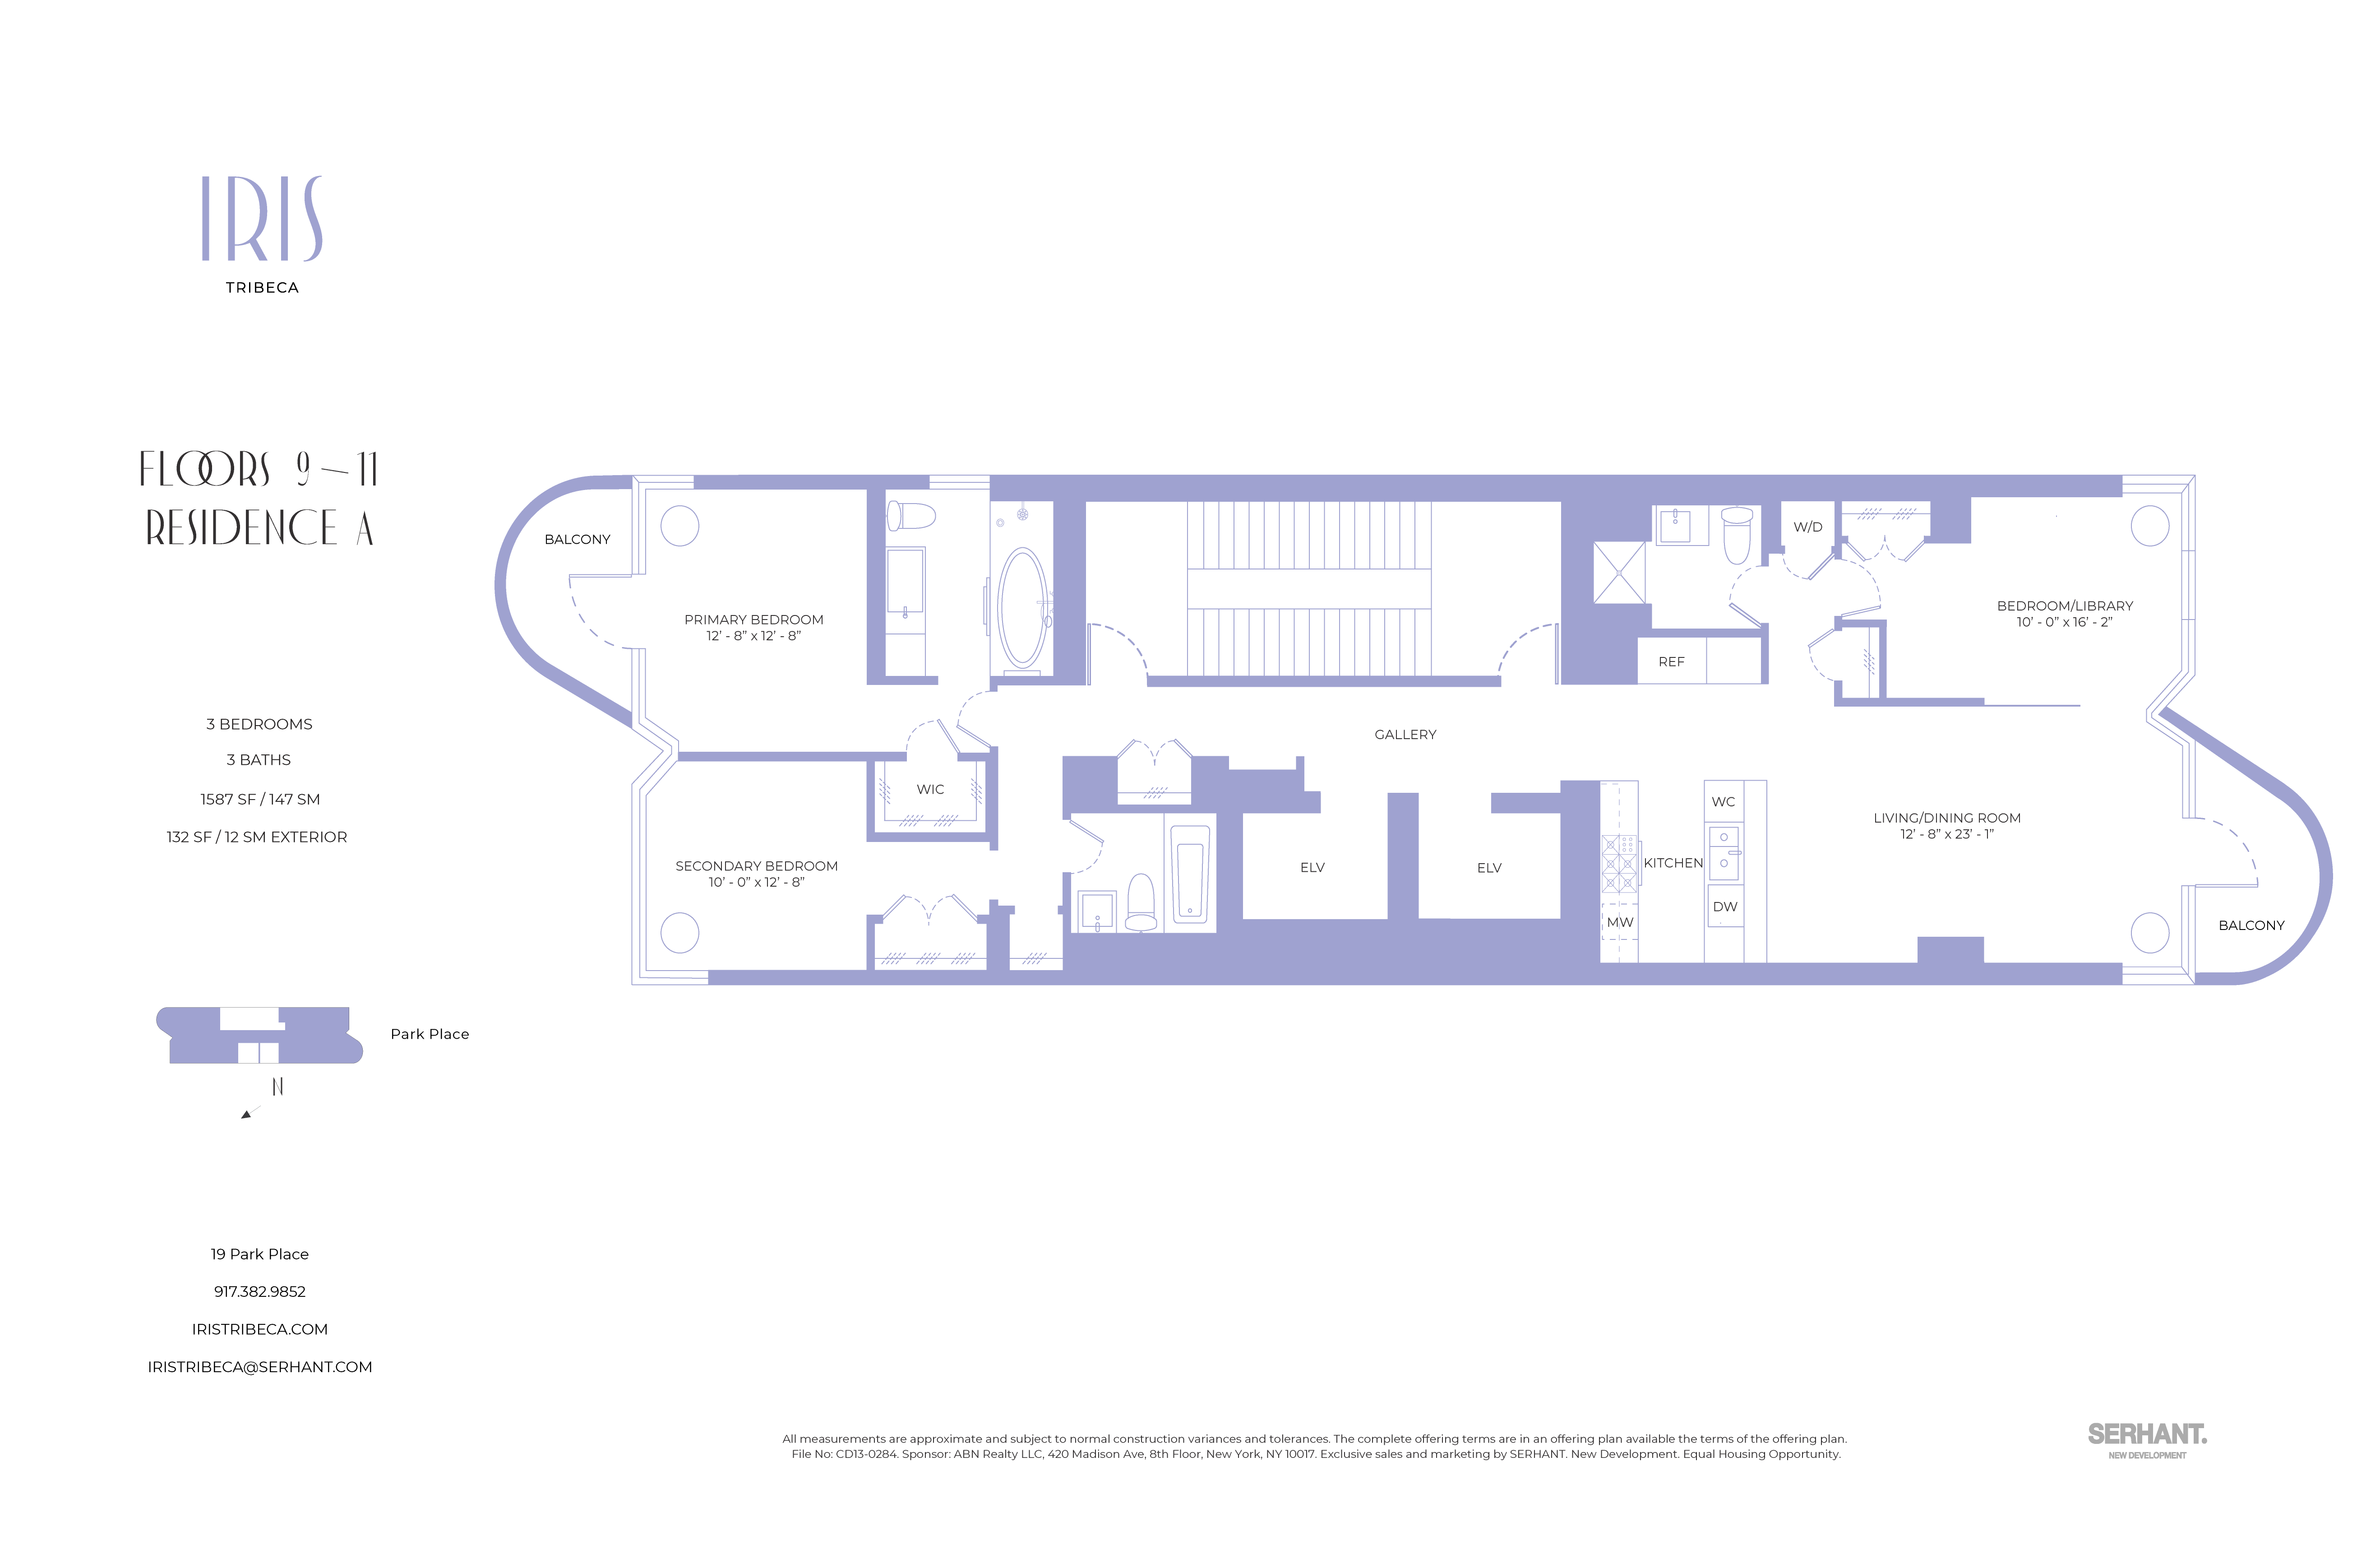 IRIS
TRIBECA
FLOORS 9—11
RESIDENCE A
3 BEDROOMS
3 BATHS
1587 SF / 147 SM
132 SF / 12 SM EXTERIOR
Park Place
N
19 Park Place
917.382.9852
IRISTRIBECA.COM
IRISTRIBECA@SERHANT.COM
BALCONY
PRIMARY BEDROOM
12’ - 8” x 12’ - 8”
WIC
SECONDARY BEDROOM
10’ - 0” x 12’ - 8”
GALLERY
ELV
ELV
REF
W/D
BEDROOM/LIBRARY
10’ - 0” x 16’ - 2”
WC
KITCHEN
DW
MW
LIVING/DINING ROOM
12’ - 8” x 23’ - 1”
BALCONY
All measurements are approximate and subject to normal construction variances and tolerances. The complete offering terms are in an offering plan available the terms of the offering plan.
File No: CD13-0284. Sponsor: ABN Realty LLC, 420 Madison Ave, 8th Floor, New York, NY 10017. Exclusive sales and marketing by SERHANT. New Development. Equal Housing Opportunity.
SERHANT.
NEW DEVELOPMENT